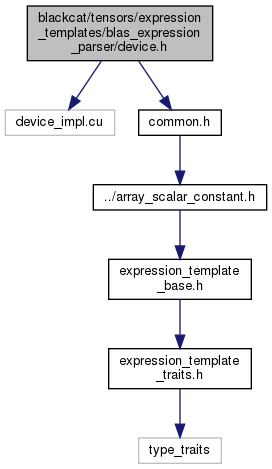 blackcat/tensors/expression
_templates/blas_expression
_parser/device.h
device_impl.cu
common.h
../array_scalar_constant.h
expression_template
_base.h
expression_template
_traits.h
type_traits